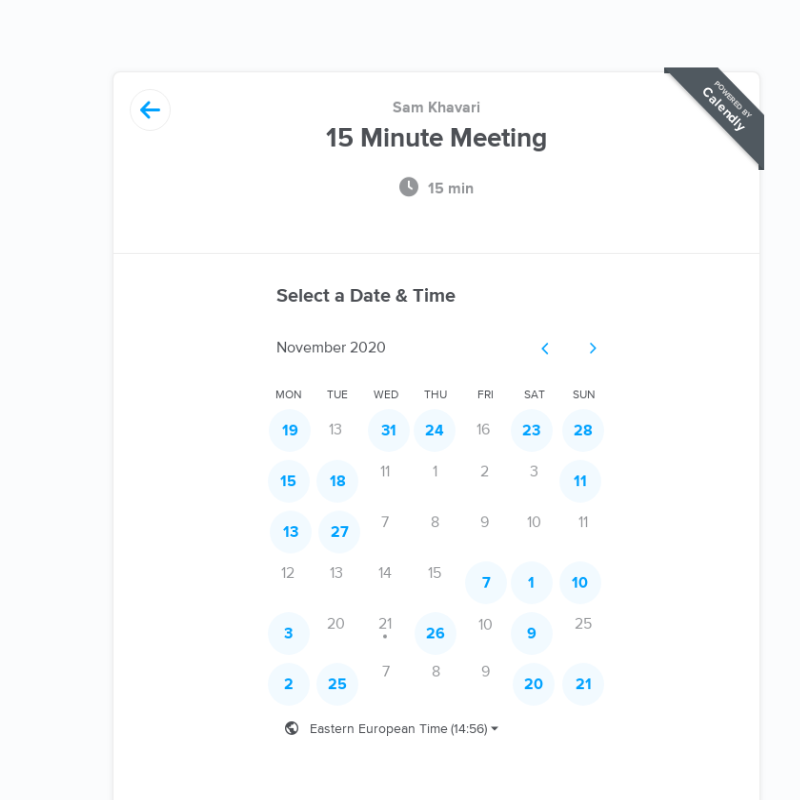 POWERED BY
Calendly
Sam Khavari
15 Minute Meeting
15 min
Select a Date & Time
November 2020
MON TUE WED THU FRI SAT SUN
19 13 31 24 16 23 28
15 18 11 1 2 3 11
13 27 7 8 9 10 11
12 13 14 15 7 1 10
3 20 21 26 10 9 25
2 25 7 8 9 20 21
Eastern European Time (14:56)